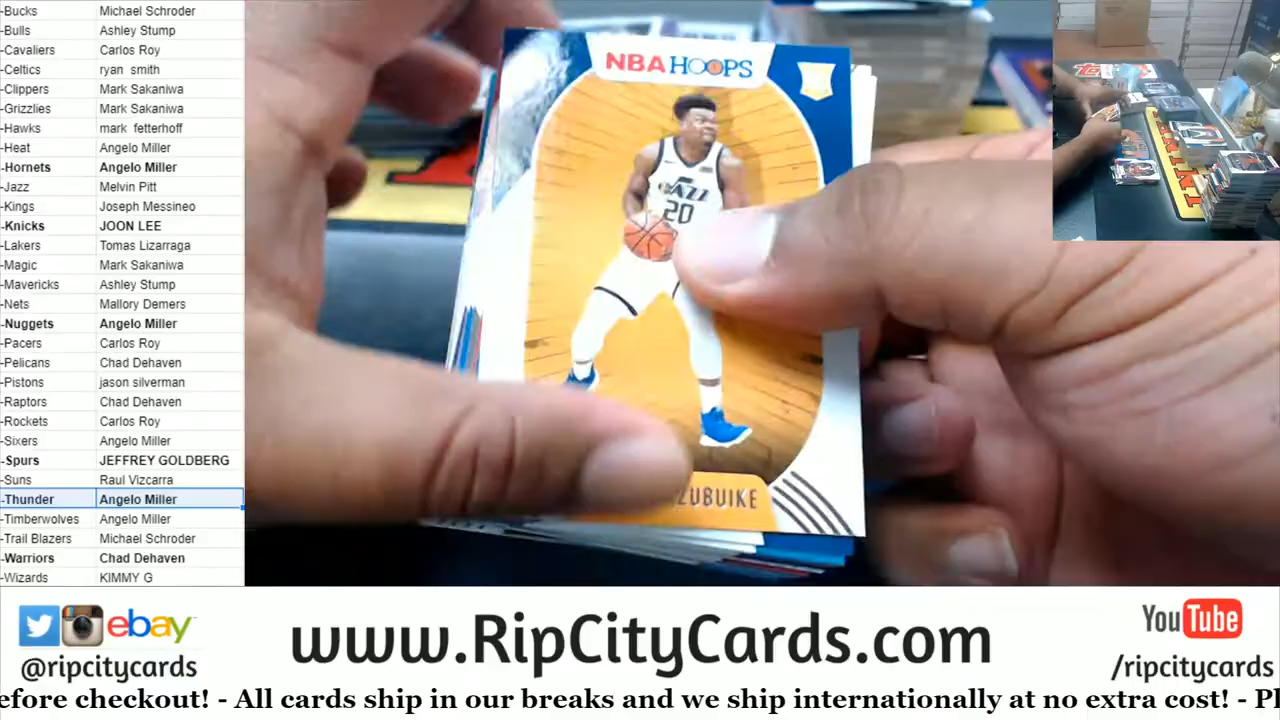 -Bucks Michael Schroder
-Bulls Ashley Stump
-Cavaliers Carlos Roy
-Celtics ryan smith
-Clippers Mark Sakaniwa
-Grizzlies Mark Sakaniwa
-Hawks mark fetterhoff
-Heat Angelo Miller
-Hornets Angelo Miller
-Jazz Melvin Pitt
-Kings Joseph Messineo
-Knicks JOON LEE
-Lakers Tomas Lizarraga
-Magic Mark Sakaniwa
-Mavericks Ashley Stump
-Nets Mallory Demers
-Nuggets Angelo Miller
-Pacers Carlos Roy
-Pelicans Chad Dehaven
-Pistons jason silverman
-Raptors Chad Dehaven
-Rockets Carlos Roy
-Sixers Angelo Miller
-Spurs JEFFREY GOLDBERG
-Suns Raul Vizcarra
-Thunder Angelo Miller
-Timberwolves Angelo Miller
-Trail Blazers Michael Schroder
-Warriors Chad Dehaven
-Wizards KIMMY G
NBA HOOPS
JAZZ
20
ZUBUIKE
PANINI
ebay
@ripcitycards
www.RipCityCards.com
YouTube
/ripcitycards
efore checkout! - All cards ship in our breaks and we ship internationally at no extra cost! - Pl